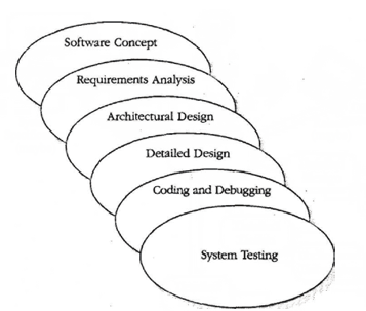 Software Concept
Requirements Analysis
Architectural Design
Detailed Design
Coding and Debugging
System Testing